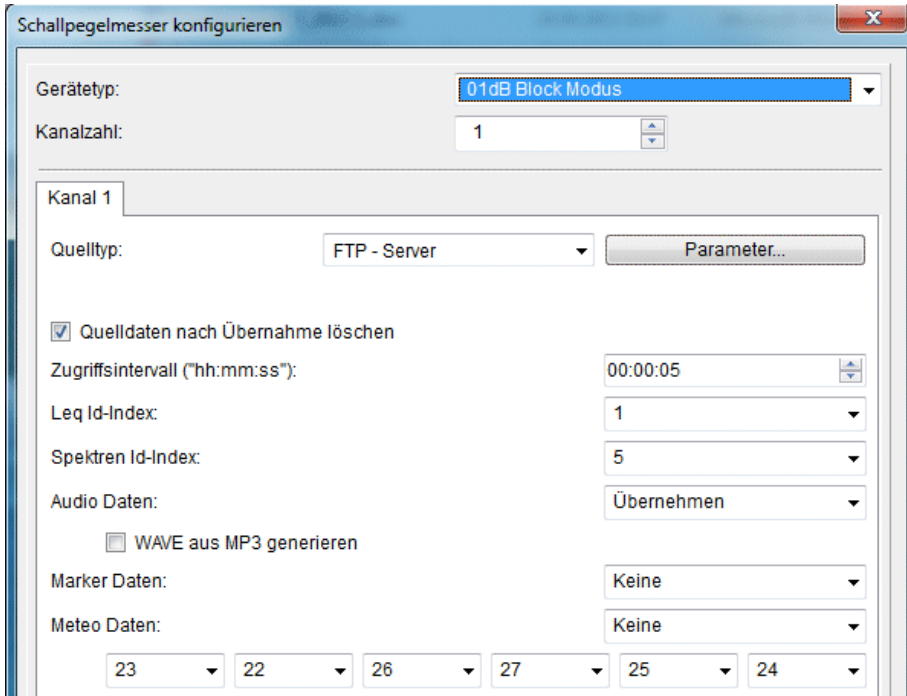 Schallpegelmesser konfigurieren
Gerätetyp: 01dB Block Modus
Kanalzahl: 1
Kanal 1
Quelltyp: FTP - Server Parameter...
Quelldaten nach Übernahme löschen
Zugriffsintervall ("hh:mm:ss"): 00:00:05
Leq Id-Index: 1
Spektren Id-Index: 5
Audio Daten: Übernehmen
WAVE aus MP3 generieren
Marker Daten: Keine
Meteo Daten: Keine
23 22 26 27 25 24